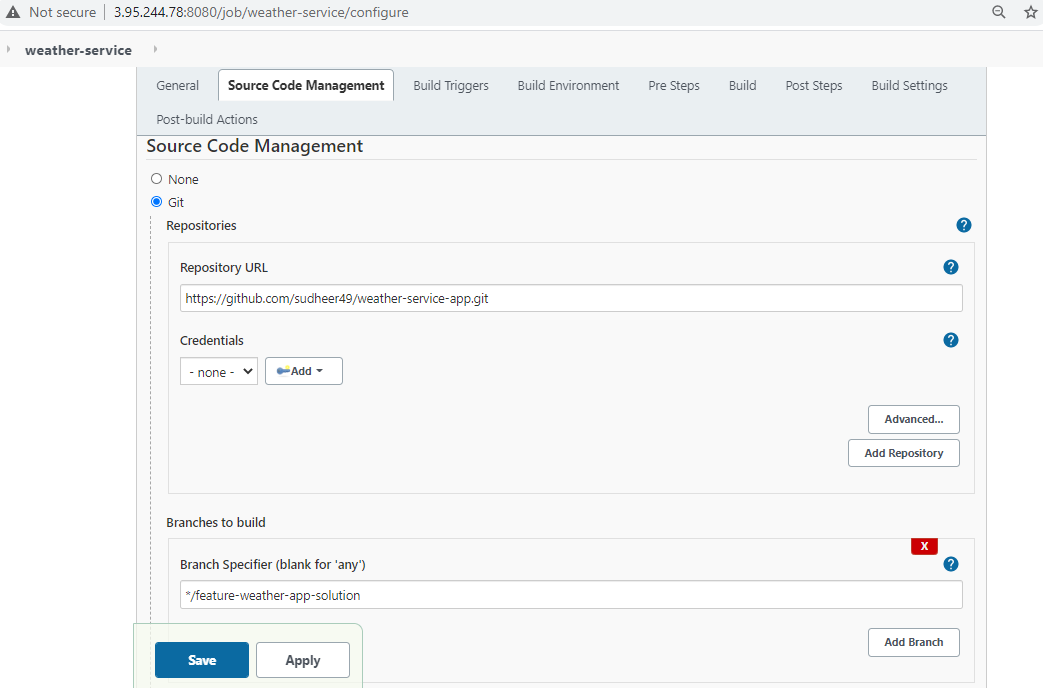 Not secure 3.95.244.78:8080/job/weather-service/configure
weather-service
General Source Code Management Build Triggers Build Environment Pre Steps Build Post Steps Build Settings
Post-build Actions
Source Code Management
None
Git
Repositories ?
Repository URL ?
https://github.com/sudheer49/weather-service-app.git
Credentials ?
- none - Add
Advanced...
Add Repository
Branches to build
X
Branch Specifier (blank for 'any') ?
*/feature-weather-app-solution
Add Branch
Save Apply